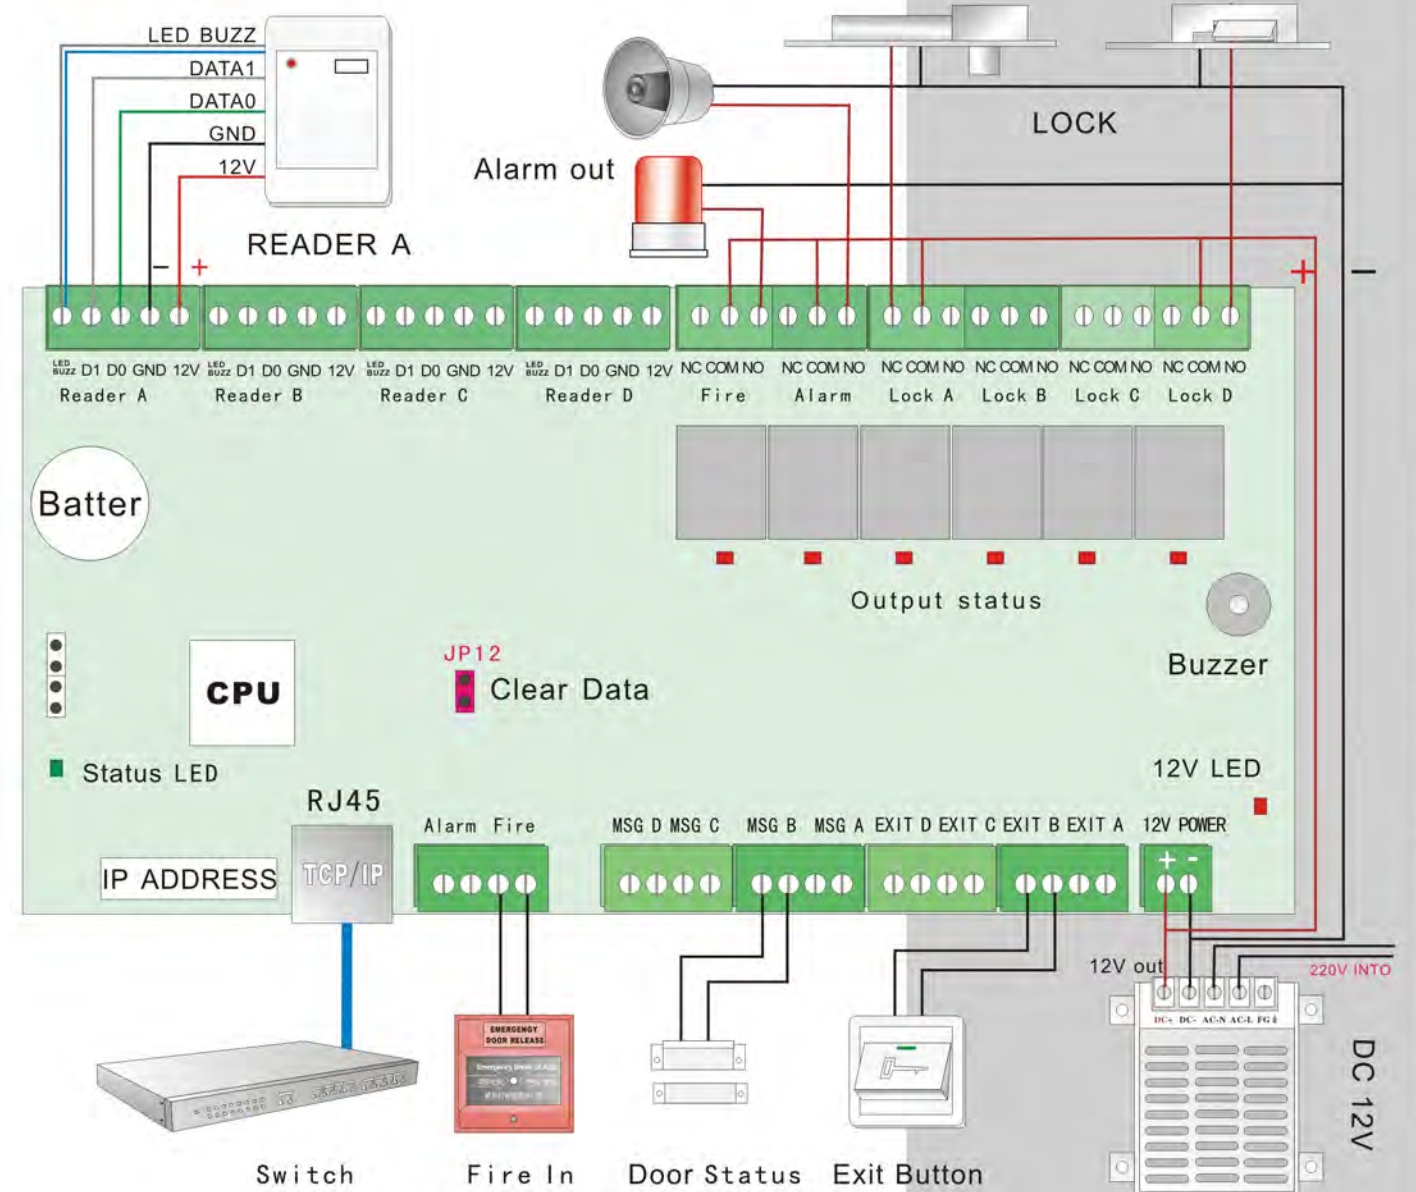 LED BUZZ
DATA1
DATA0
GND
12V
READER A
Alarm out
LOCK
- +
+ -
LED BUZZ D1 D0 GND 12V LED BUZZ D1 D0 GND 12V LED BUZZ D1 D0 GND 12V LED BUZZ D1 D0 GND 12V NC COM NO NC COM NO NC COM NO NC COM NO NC COM NO NC COM NO
Reader A Reader B Reader C Reader D Fire Alarm Lock A Lock B Lock C Lock D
Batter
Output status
Buzzer
JP12
Clear Data
CPU
Status LED
12V LED
RJ45
Alarm Fire MSG D MSG C MSG B MSG A EXIT D EXIT C EXIT B EXIT A 12V POWER
+ -
IP ADDRESS
TCP/IP
12V out
220V INTO
DC+ DC- AC-N AC-L FG
EMERGENCY
DOOR RELEASE
DC 12V
Switch Fire In Door Status Exit Button